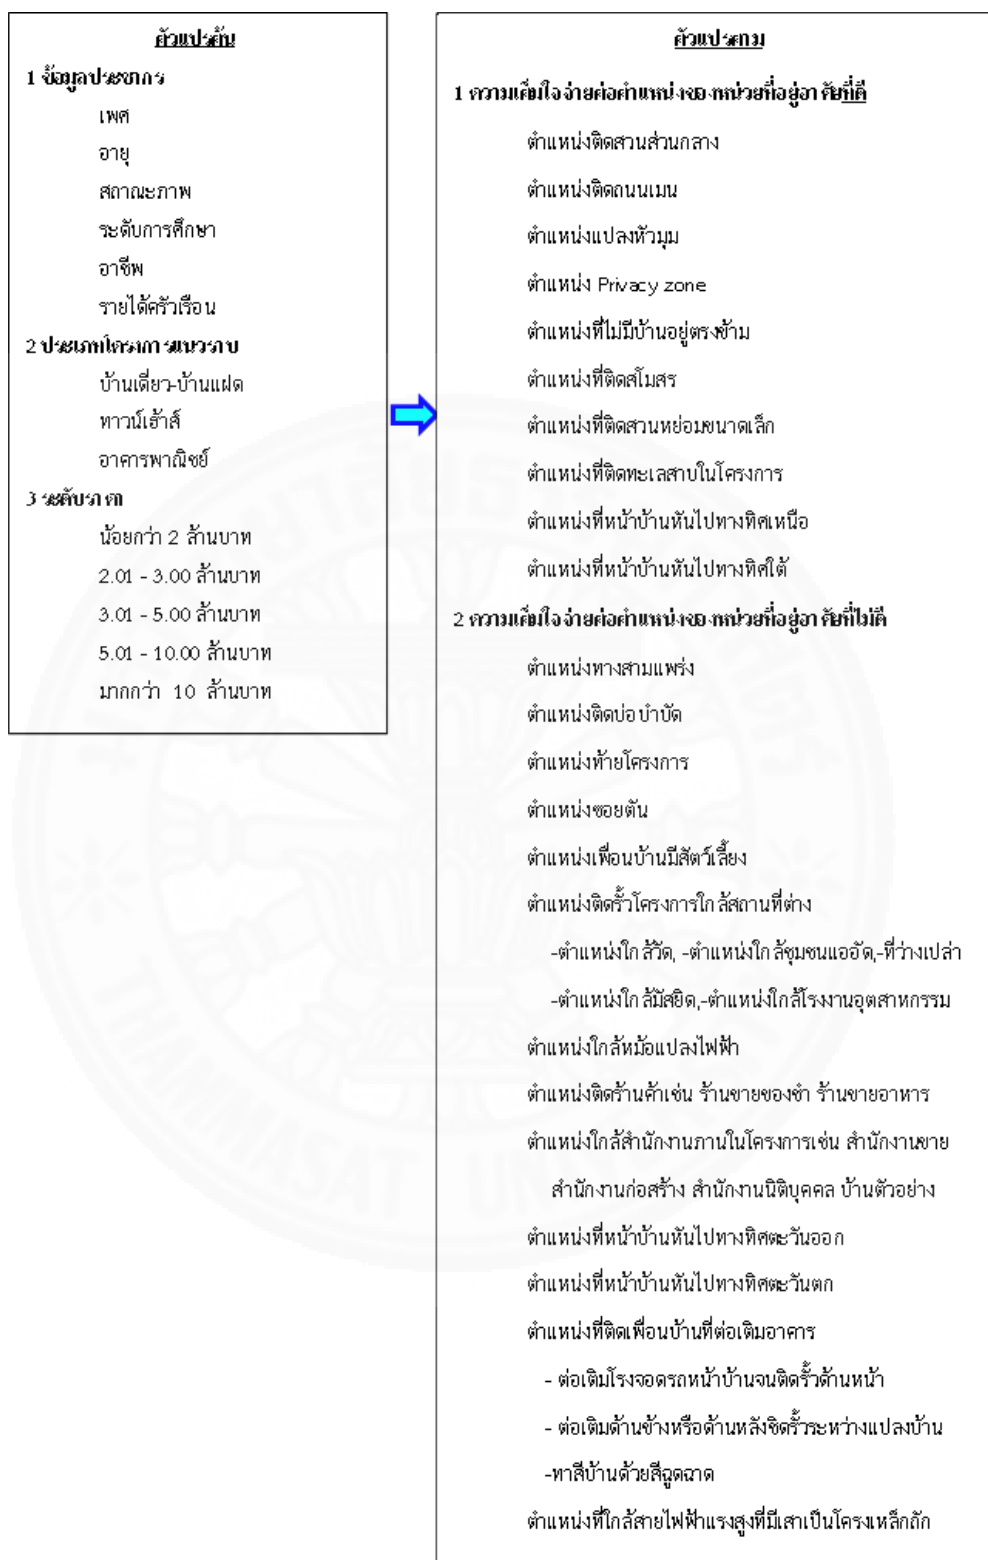 ตัวแปรต้น
1 ข้อมูลประชากร
เพศ
อายุ
สถาณะภาพ
ระดับการศึกษา
อาชีพ
รายได้ครัวเรือน
2 ประเภทโครงการแนวราบ
บ้านเดี่ยว-บ้านแฝด
ทาวน์เฮ้าส์
อาคารพาณิชย์
3 ระดับราคา
น้อยกว่า 2 ล้านบาท
2.01 - 3.00 ล้านบาท
3.01 - 5.00 ล้านบาท
5.01 - 10.00 ล้านบาท
มากกว่า 10 ล้านบาท
ตัวแปรตาม
1 ความเต็มใจจ่ายต่อตำแหน่งของหน่วยที่อยู่อาศัยที่ดี
ตำแหน่งติดสวนส่วนกลาง
ตำแหน่งติดถนนเมน
ตำแหน่งแปลงหัวมุม
ตำแหน่ง Privacy zone
ตำแหน่งที่ไม่มีบ้านอยู่ตรงข้าม
ตำแหน่งที่ติดสโมสร
ตำแหน่งที่ติดสวนหย่อมขนาดเล็ก
ตำแหน่งที่ติดทะเลสาบในโครงการ
ตำแหน่งที่หน้าบ้านหันไปทางทิศเหนือ
ตำแหน่งที่หน้าบ้านหันไปทางทิศใต้
2 ความเต็มใจจ่ายต่อตำแหน่งของหน่วยที่อยู่อาศัยที่ไม่ดี
ตำแหน่งทางสามแพร่ง
ตำแหน่งติดบ่อบำบัด
ตำแหน่งท้ายโครงการ
ตำแหน่งซอยตัน
ตำแหน่งเพื่อนบ้านมีสัตว์เลี้ยง
ตำแหน่งติดรั้วโครงการใกล้สถานที่ต่าง
-ตำแหน่งใกล้วัด, -ตำแหน่งใกล้ชุมชนแออัด,-ที่ว่างเปล่า
-ตำแหน่งใกล้มัสยิด,-ตำแหน่งใกล้โรงงานอุตสาหกรรม
ตำแหน่งใกล้หม้อแปลงไฟฟ้า
ตำแหน่งติดร้านค้าเช่น ร้านขายของชำ ร้านขายอาหาร
ตำแหน่งใกล้สำนักงานภานในโครงการเช่น สำนักงานขาย
สำนักงานก่อสร้าง สำนักงานนิติบุคคล บ้านตัวอย่าง
ตำแหน่งที่หน้าบ้านหันไปทางทิศตะวันออก
ตำแหน่งที่หน้าบ้านหันไปทางทิศตะวันตก
ตำแหน่งที่ติดเพื่อนบ้านที่ต่อเติมอาคาร
- ต่อเติมโรงจอดรถหน้าบ้านจนติดรั้วด้านหน้า
- ต่อเติมด้านข้างหรือด้านหลังชิดรั้วระหว่างแปลงบ้าน
-ทาสีบ้านด้วยสีฉูดฉาด
ตำแหน่งที่ใกล้สายไฟฟ้าแรงสูงที่มีเสาเป็นโครงเหล็กถัก
THAMMASAT UNIVERSITY